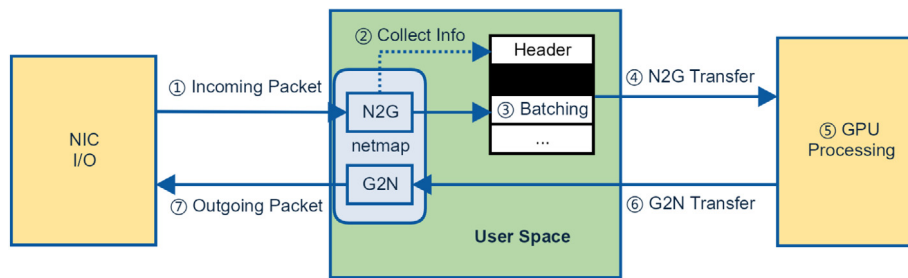 ② Collect Info
Header
① Incoming Packet
④ N2G Transfer
N2G
③ Batching
NIC
I/O
netmap
...
⑤ GPU
Processing
G2N
⑦ Outgoing Packet
⑥ G2N Transfer
User Space